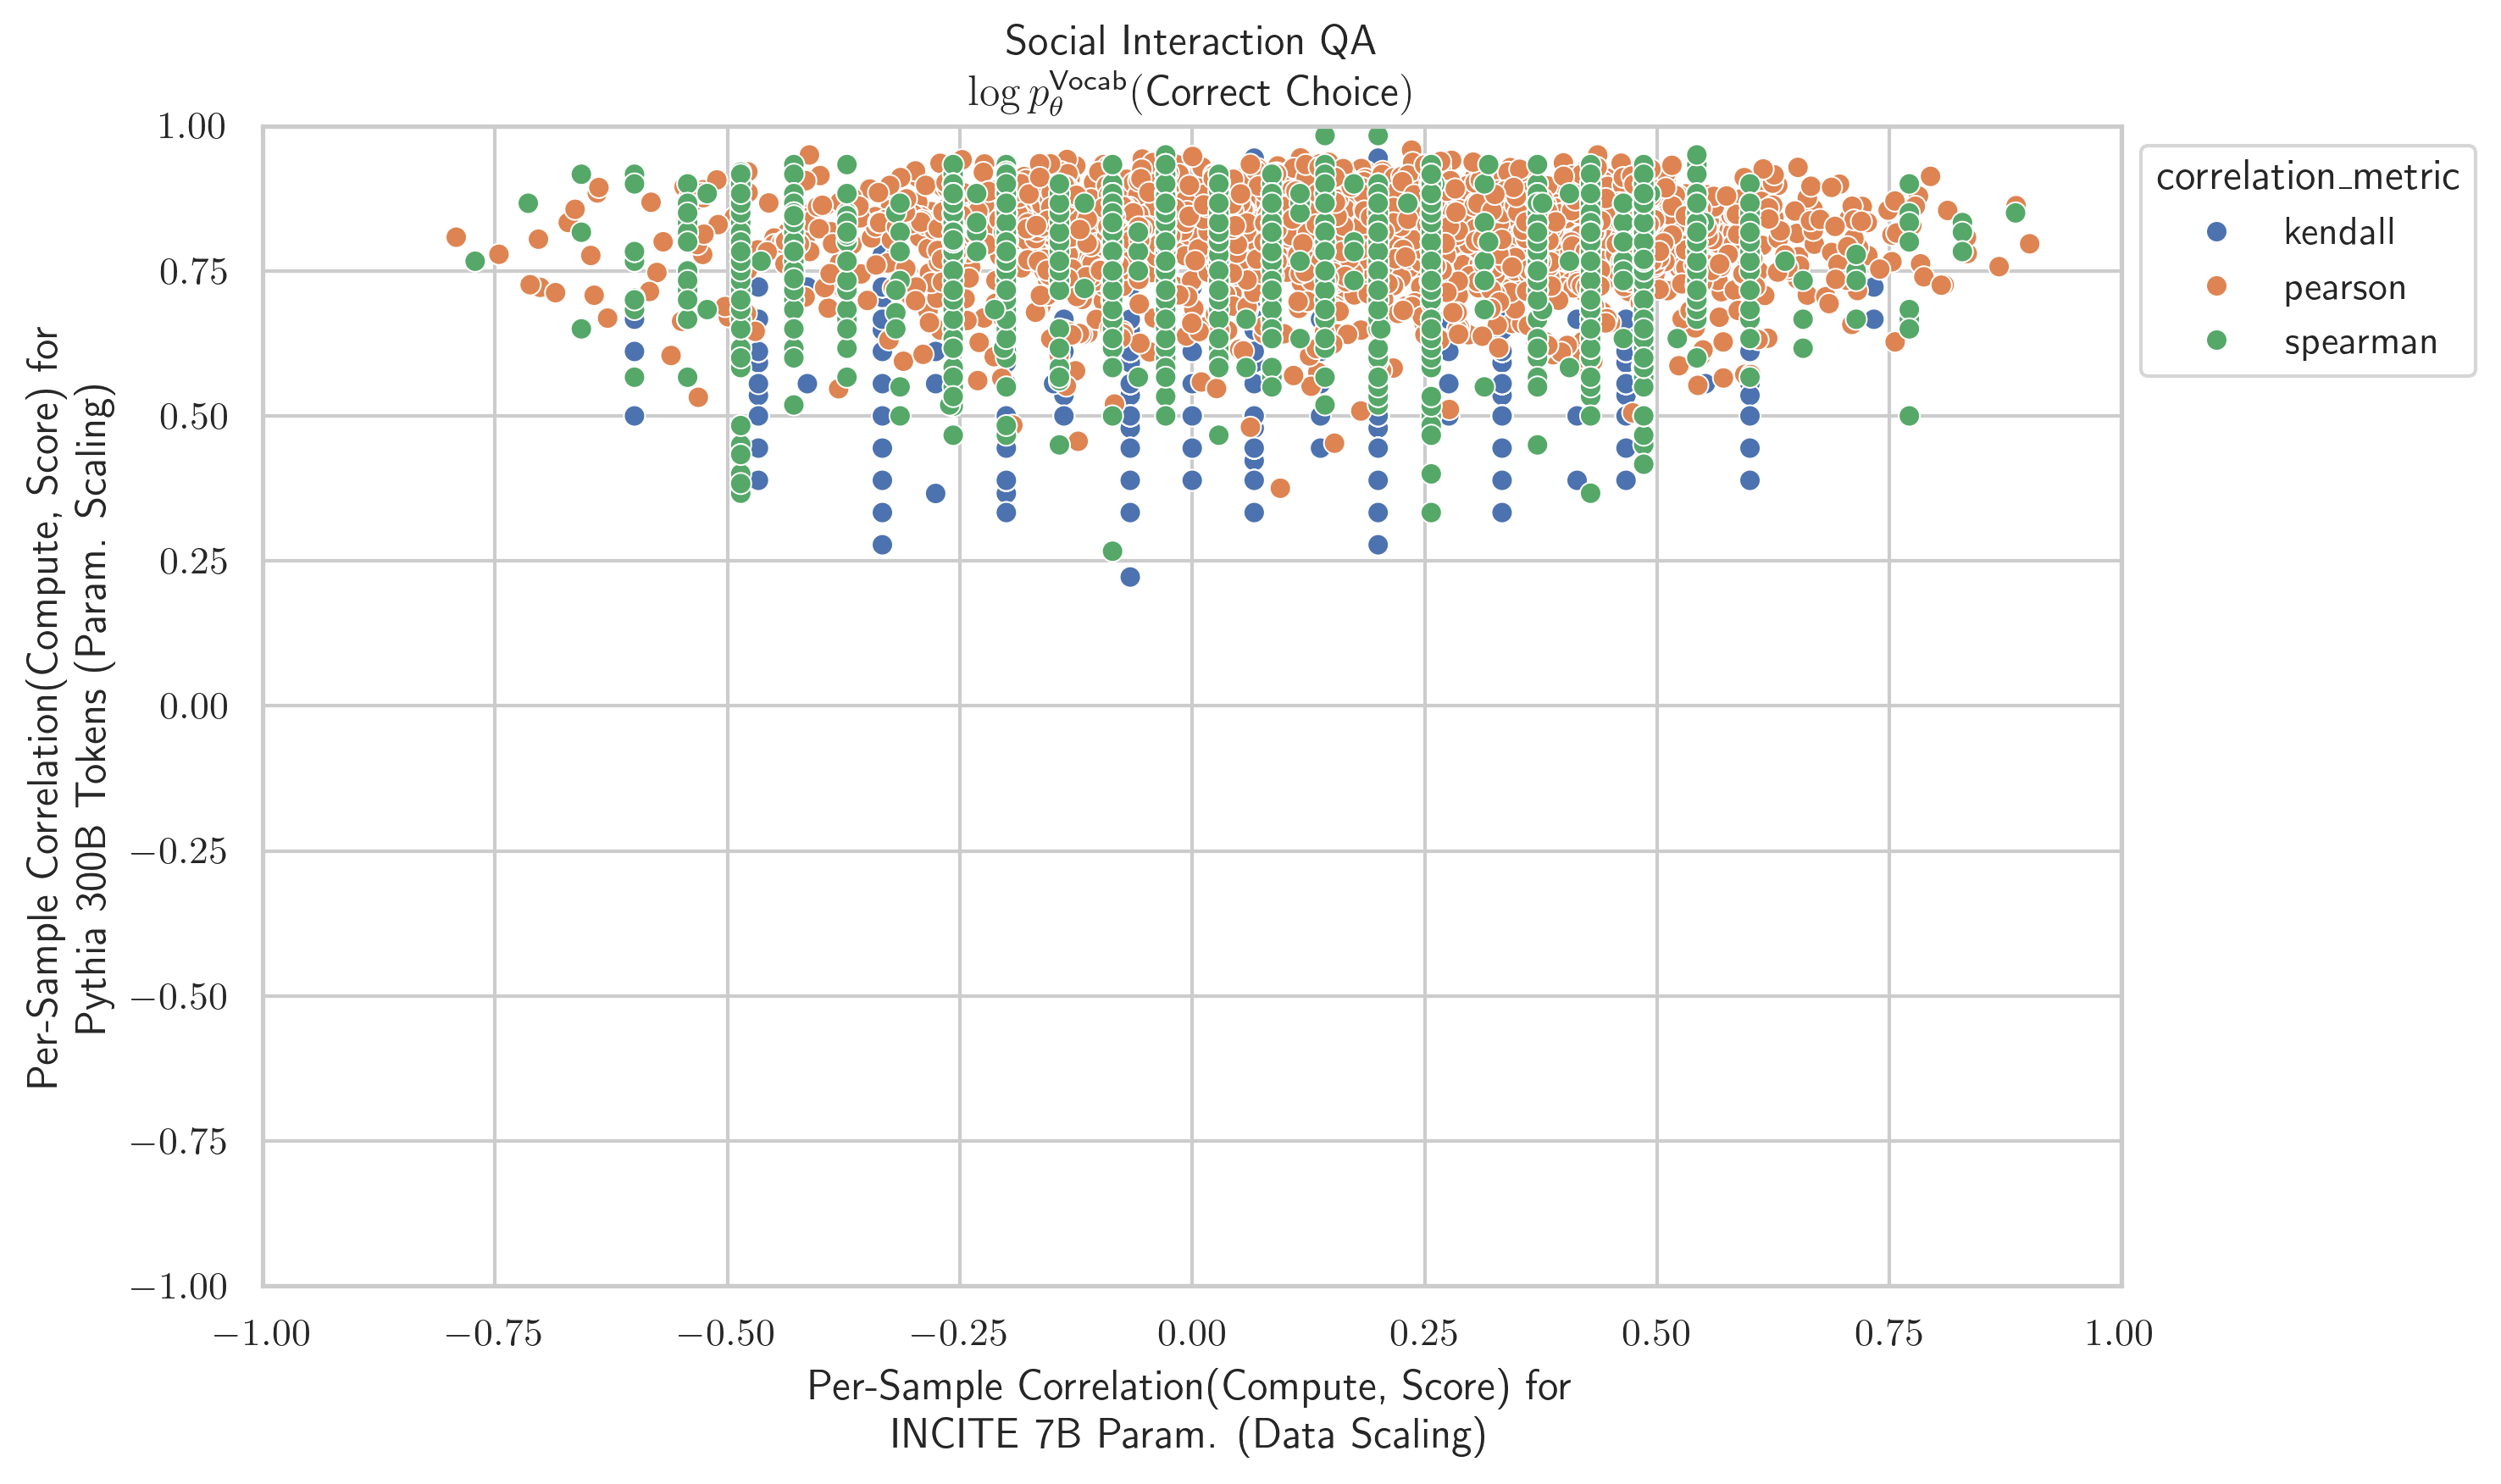 Social Interaction QA
log p_θ^Vocab(Correct Choice)
1.00
0.75
0.50
0.25
0.00
−0.25
−0.50
−0.75
−1.00
Per-Sample Correlation(Compute, Score) for
Pythia 300B Tokens (Param. Scaling)
−1.00
−0.75
−0.50
−0.25
0.00
0.25
0.50
0.75
1.00
Per-Sample Correlation(Compute, Score) for
INCITE 7B Param. (Data Scaling)
correlation_metric
kendall
pearson
spearman